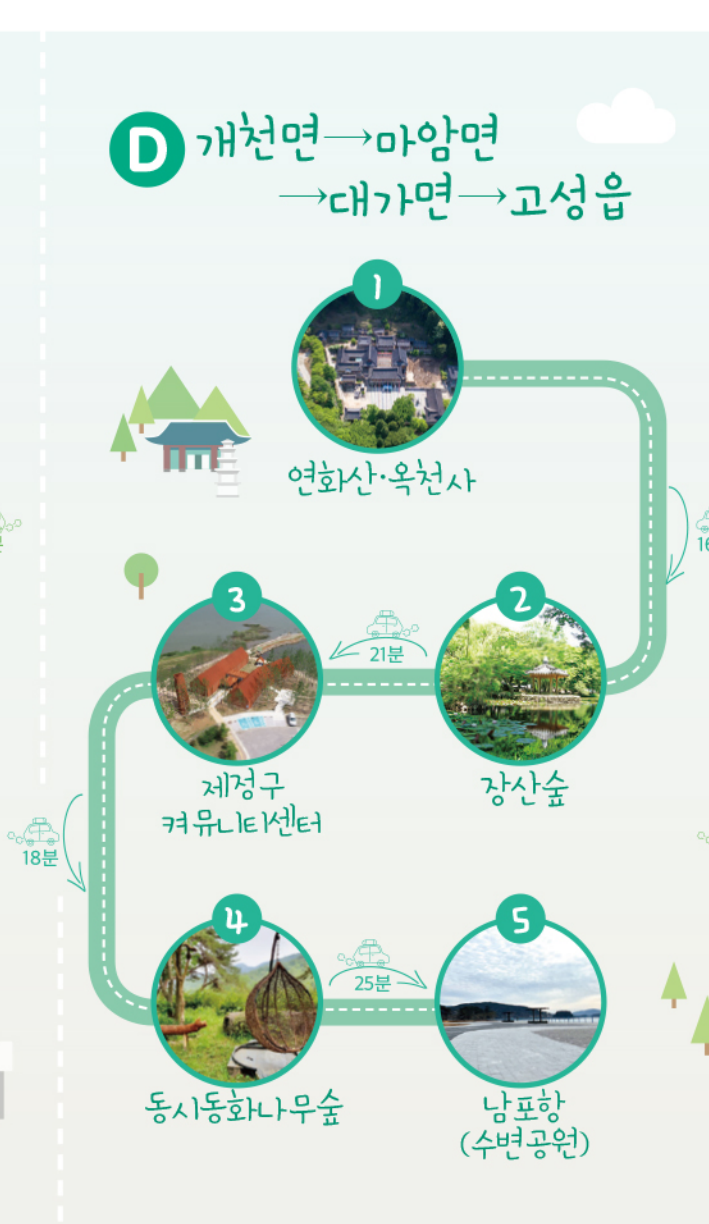 D 개천면→마암면
→대가면→고성읍
1
연화산·옥천사
3
2
21분
제정구
커뮤니티센터
장산숲
18분
4
5
25분
동시동화나무숲
남포항
(수변공원)